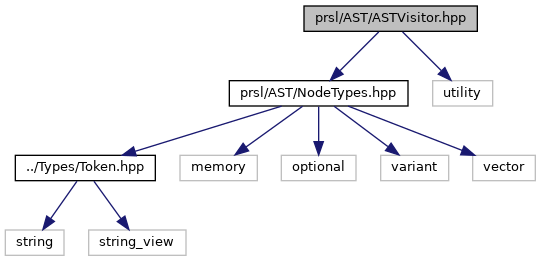 prsl/AST/ASTVisitor.hpp
prsl/AST/NodeTypes.hpp
utility
../Types/Token.hpp
memory
optional
variant
vector
string
string_view